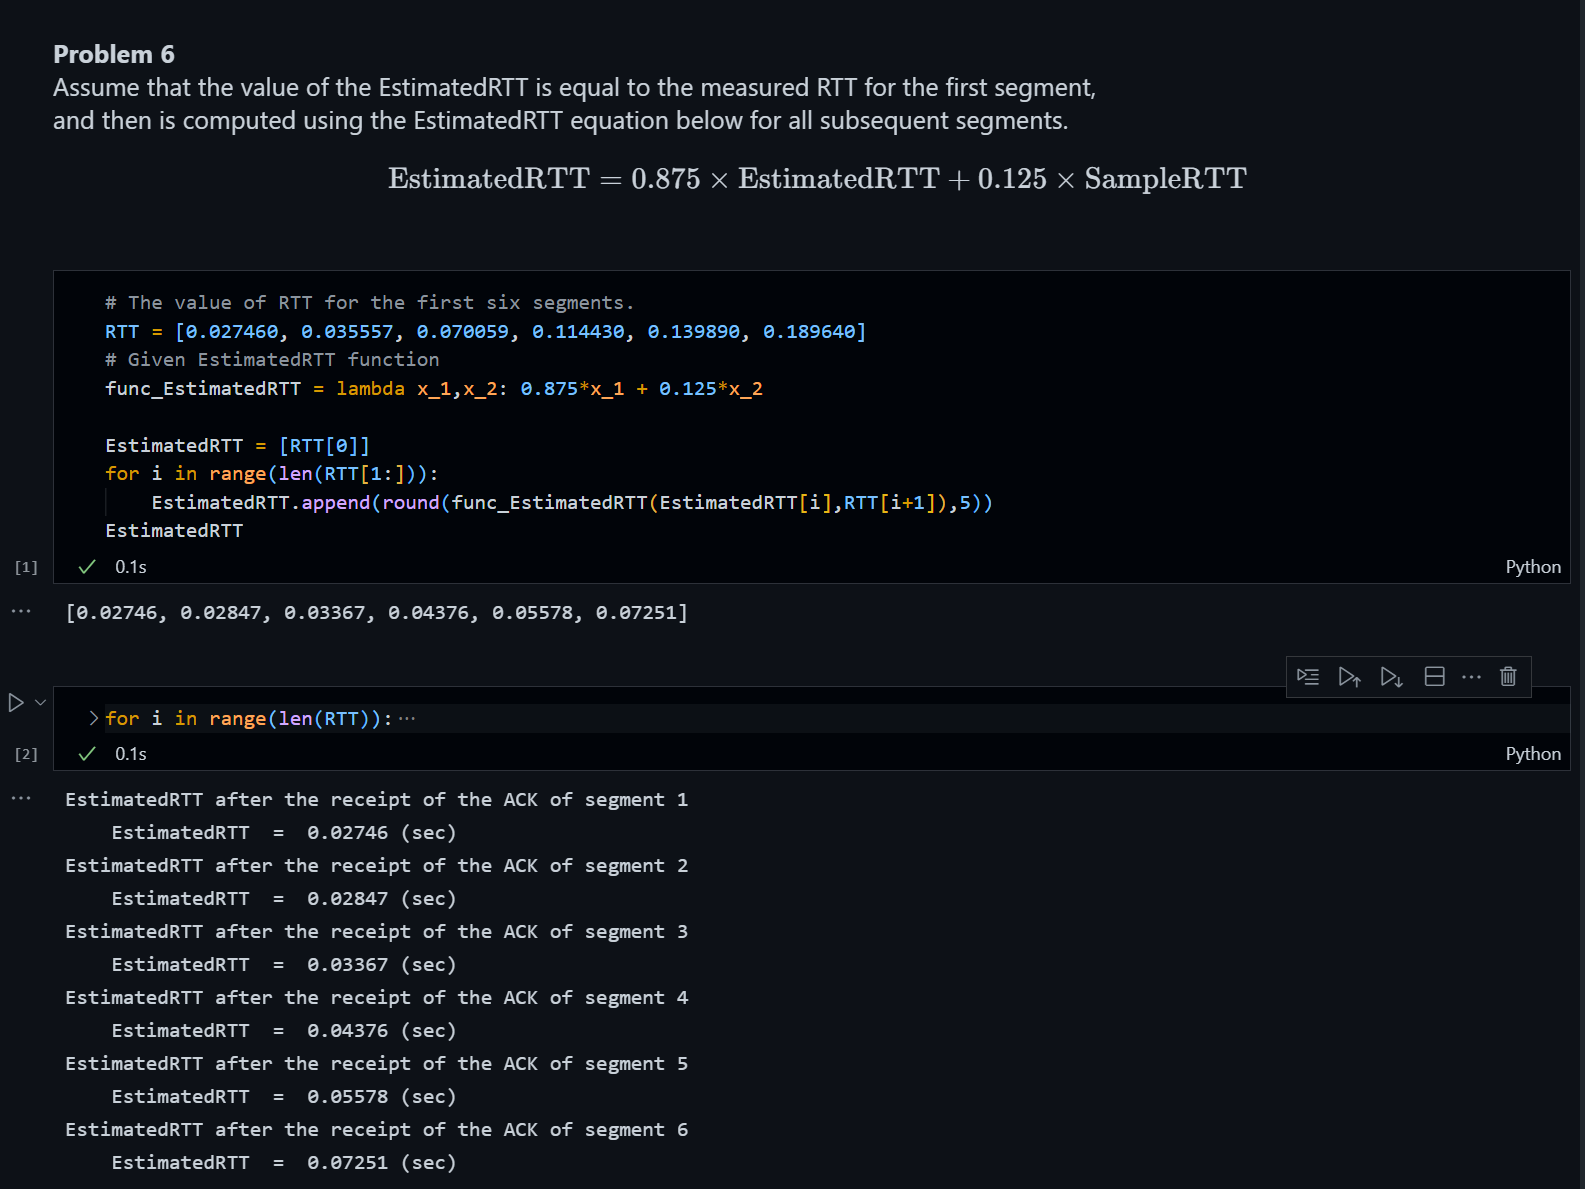 Problem 6
Assume that the value of the EstimatedRTT is equal to the measured RTT for the first segment,
and then is computed using the EstimatedRTT equation below for all subsequent segments.
EstimatedRTT = 0.875 × EstimatedRTT + 0.125 × SampleRTT
# The value of RTT for the first six segments.
RTT = [0.027460, 0.035557, 0.070059, 0.114430, 0.139890, 0.189640]
# Given EstimatedRTT function
func_EstimatedRTT = lambda x_1,x_2: 0.875*x_1 + 0.125*x_2
EstimatedRTT = [RTT[0]]
for i in range(len(RTT[1:])):
    EstimatedRTT.append(round(func_EstimatedRTT(EstimatedRTT[i],RTT[i+1]),5))
EstimatedRTT
[1] 0.1s Python
[0.02746, 0.02847, 0.03367, 0.04376, 0.05578, 0.07251]
for i in range(len(RTT)):···
[2] 0.1s Python
EstimatedRTT after the receipt of the ACK of segment 1
    EstimatedRTT  =  0.02746 (sec)
EstimatedRTT after the receipt of the ACK of segment 2
    EstimatedRTT  =  0.02847 (sec)
EstimatedRTT after the receipt of the ACK of segment 3
    EstimatedRTT  =  0.03367 (sec)
EstimatedRTT after the receipt of the ACK of segment 4
    EstimatedRTT  =  0.04376 (sec)
EstimatedRTT after the receipt of the ACK of segment 5
    EstimatedRTT  =  0.05578 (sec)
EstimatedRTT after the receipt of the ACK of segment 6
    EstimatedRTT  =  0.07251 (sec)